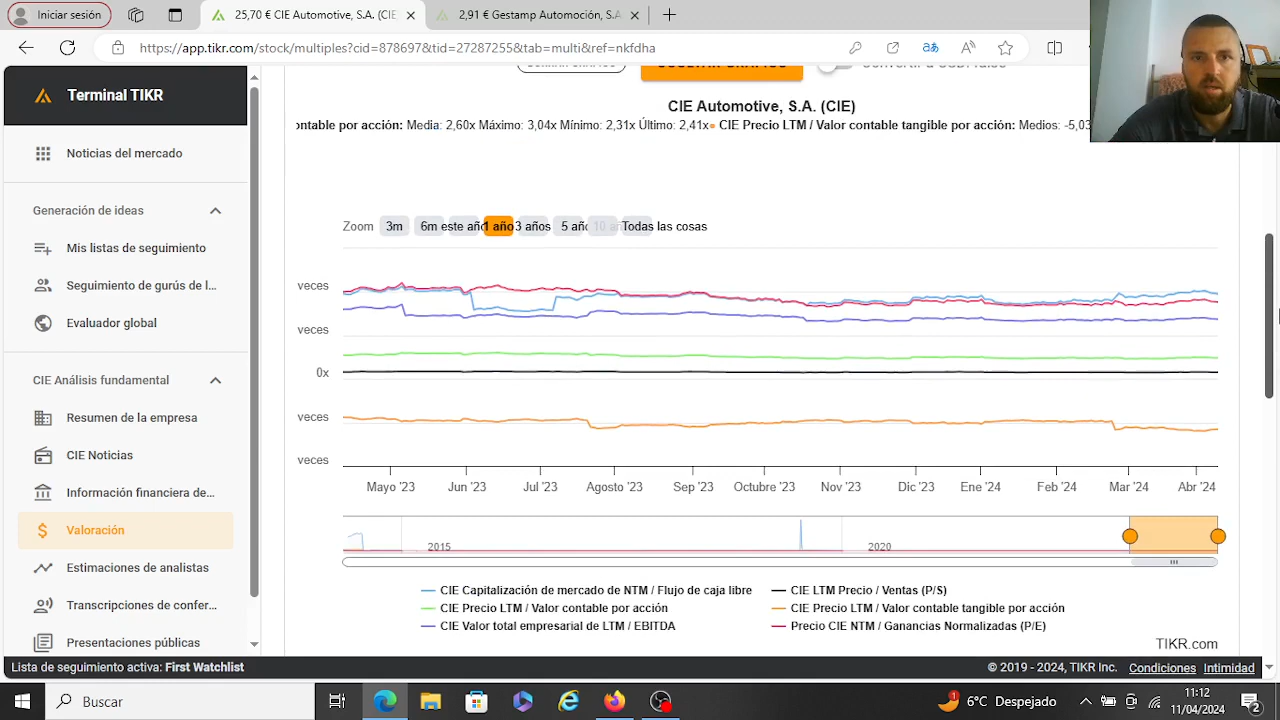 Iniciar sesión
25,70 € CIE Automotive, S.A. (CIE
2,91 € Gestamp Automoción, S.A
https://app.tikr.com/stock/multiples?cid=878697&tid=27287255&tab=multi&ref=nkfdha
Terminal TIKR
Noticias del mercado
Generación de ideas
Mis listas de seguimiento
Seguimiento de gurús de l...
Evaluador global
CIE Análisis fundamental
Resumen de la empresa
CIE Noticias
Información financiera de...
Valoración
Estimaciones de analistas
Transcripciones de confer...
Presentaciones públicas
CIE Automotive, S.A. (CIE)
ontable por acción: Media: 2,60x Máximo: 3,04x Mínimo: 2,31x Último: 2,41x CIE Precio LTM / Valor contable tangible por acción: Medios: -5,03
Zoom 3m 6m este año 1 año 3 años 5 añ 10 añ Todas las cosas
veces
veces
0x
veces
veces
Mayo '23 Jun '23 Jul '23 Agosto '23 Sep '23 Octubre '23 Nov '23 Dic '23 Ene '24 Feb '24 Mar '24 Abr '24
2015 2020
CIE Capitalización de mercado de NTM / Flujo de caja libre
CIE LTM Precio / Ventas (P/S)
CIE Precio LTM / Valor contable por acción
CIE Precio LTM / Valor contable tangible por acción
CIE Valor total empresarial de LTM / EBITDA
Precio CIE NTM / Ganancias Normalizadas (P/E)
TIKR.com
Lista de seguimiento activa: First Watchlist
© 2019 - 2024, TIKR Inc. Condiciones Intimidad
Buscar
1
6°C Despejado
11:12
11/04/2024
2